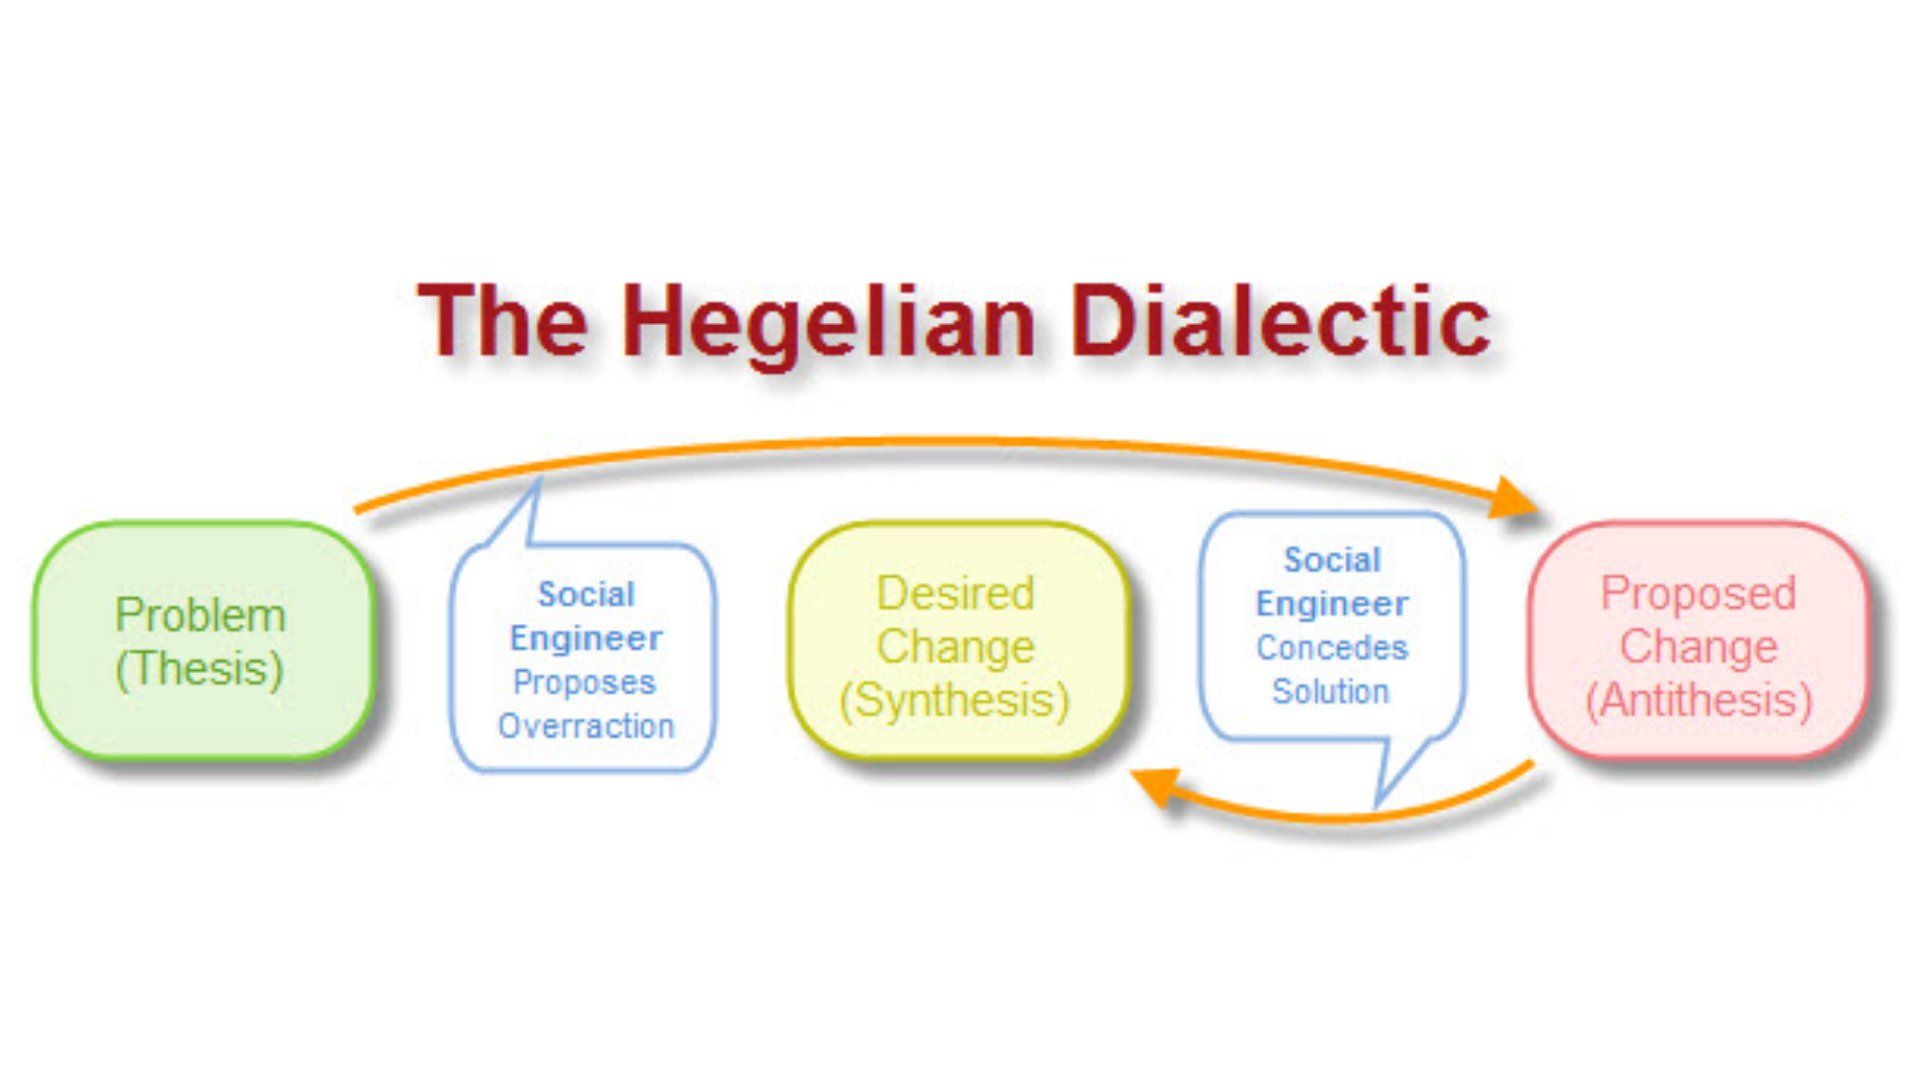 The Hegelian Dialectic
Problem
(Thesis)
Social
Engineer
Proposes
Overraction
Desired
Change
(Synthesis)
Social
Engineer
Concedes
Solution
Proposed
Change
(Antithesis)